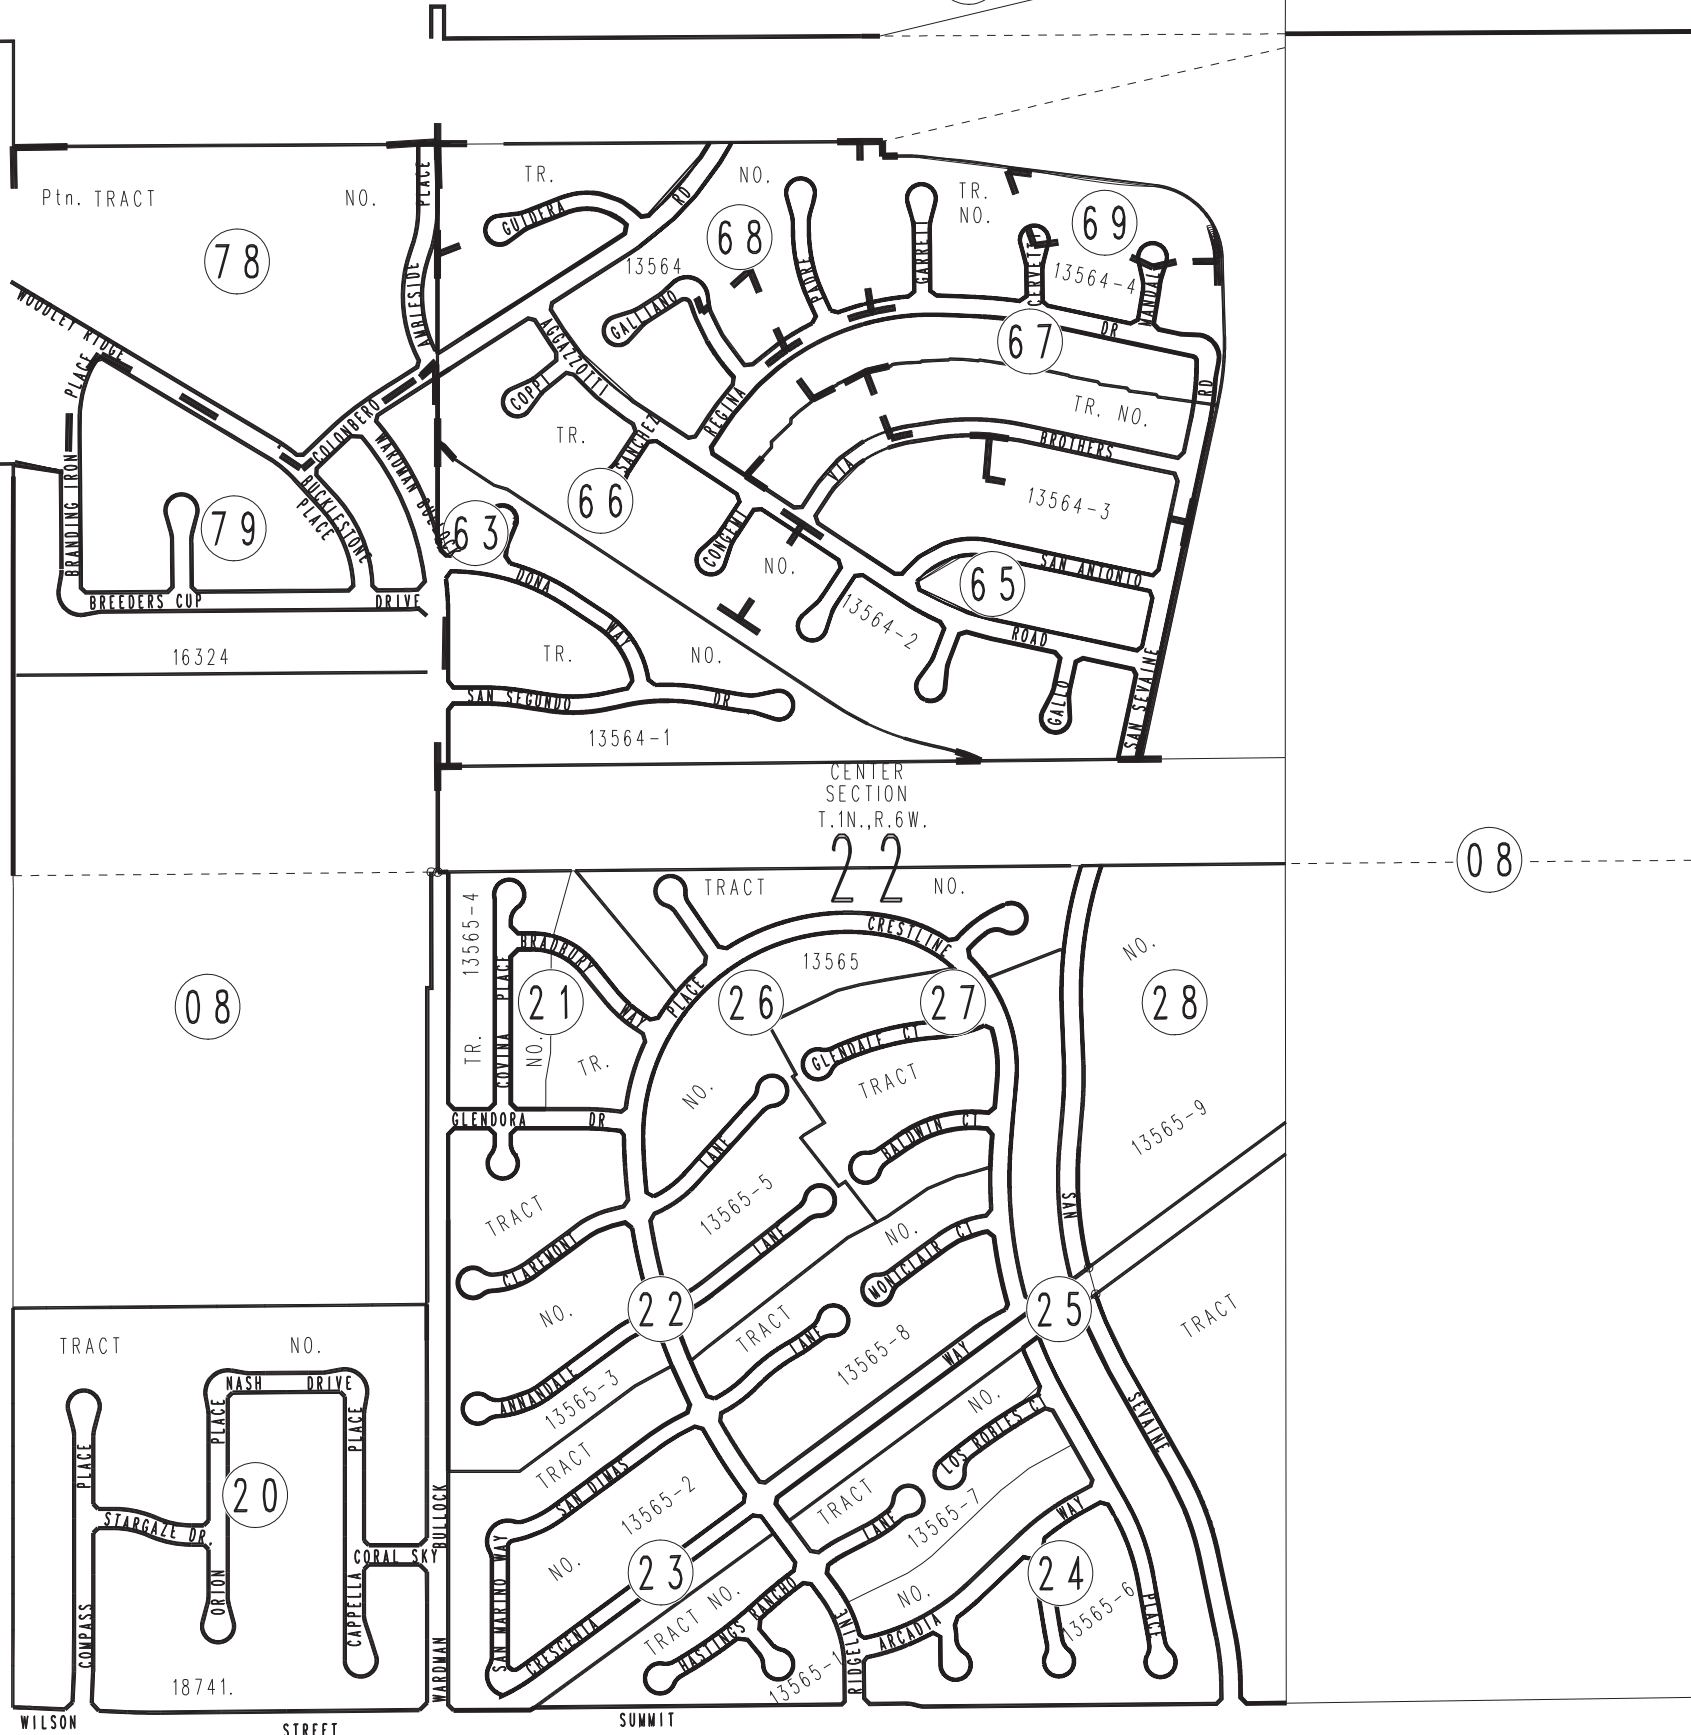 Ptn. TRACT NO.
PLACE
TR.
NO.
RD
GUIDERA
68
PADRE
GARRETT
TR.
NO.
69
CERVETTI
13564-4
MANDALA
78
AMBLESIDE
WOODLEY RIDGE
PLACE
13564
GALLIANO
AGGAZZOTTI
COPPI
REGINA
67
DR
RD
TR. NO.
BROTHERS
13564-3
COLONBERO
WARDMAN BULLOCK
BUCKLESTONE
PLACE
BRANDING IRON
79
BREEDERS CUP DRIVE
16324
63
TR.
SANCHEZ
66
VIA
CONGEMI
NO.
DONA
WAY
TR. NO.
13564-2
65
SAN ANTONIO
ROAD
GALLO
SAN SEVAINE
SAN SEGUNDO DR
13564-1
CENTER
SECTION
T.1N.,R.6W.
22
08
TRACT NO.
13565-4
TR.
BRADBURY
WAY
COVINA PLACE
21
NO.
TR.
PLACE
CRESTLINE
13565
26
27
28
NO.
13565-9
08
GLENDALE CT
TRACT
NO.
LANE
BALDWIN CT
GLENDORA DR
TRACT
13565-5
CLAREMONT
LANE
NO.
MONTCLAIR CT
SAN
NO.
22
TRACT
LANE
13565-8
25
TRACT
WAY
ANNANDALE
13565-3
TRACT
SEVAINE
NO.
LOS ROBLES CT
TRACT NO.
NASH DRIVE
PLACE
PLACE
PLACE
20
STARGAZE DR.
ORION
CORAL SKY
CAPPELLA
COMPASS
18741.
BULLOCK
WARDMAN
SAN DIMAS
13565-2
NO.
SAN MARINO WAY
23
CRESCENTA
TRACT NO.
HASTINGS RANCHO
13565-1
TRACT
LANE
13565-7
NO.
WAY
24
13565-6
PLACE
ARCADIA
RIDGELINE
WILSON STREET
SUMMIT